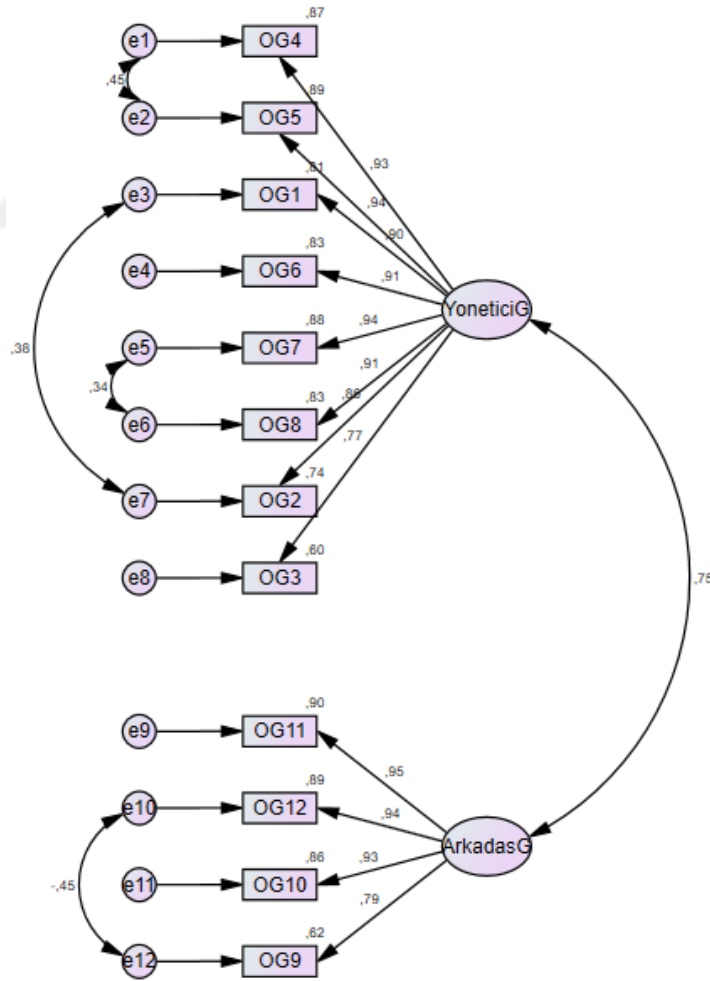 ,87
e1 OG4
,45
,89
e2 OG5
,93
,81
e3 OG1
,94
,90
,83
e4 OG6
,91
YoneticiG
,88
e5 OG7
,94
,38
,34
,91
,83
,86
e6 OG8
,77
,74
e7 OG2
,60
e8 OG3
,75
,90
e9 OG11
,95
,89
e10 OG12
,94
ArkadasG
,86
,93
e11 OG10
-,45
,79
,62
e12 OG9